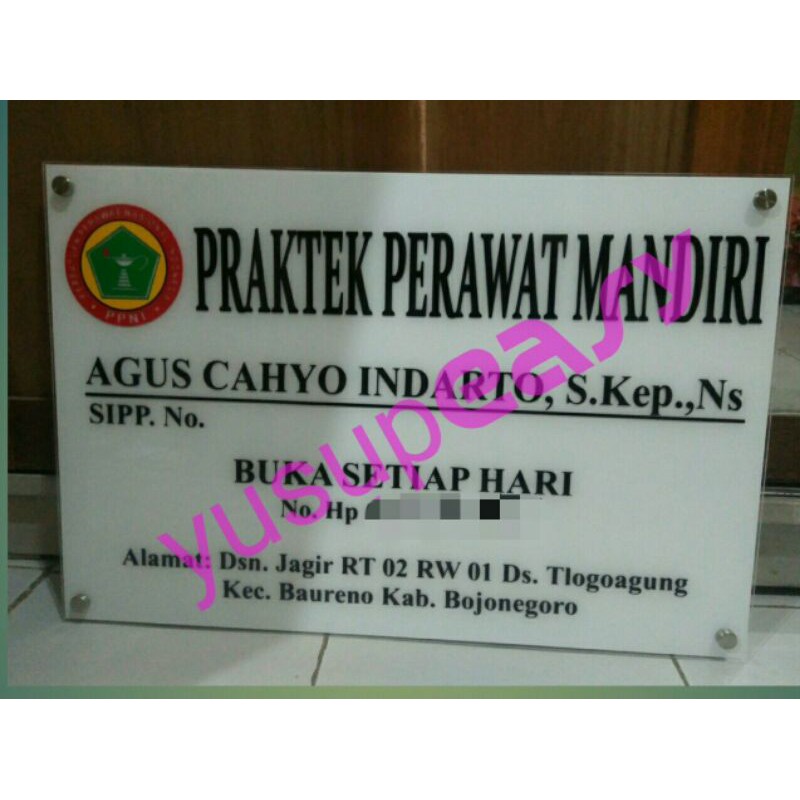 PRAKTEK PERAWAT MANDIRI
PPNI
AGUS CAHYO INDARTO, S.Kep.,Ns
SIPP. No.
BUKA SETIAP HARI
No. Hp
Alamat: Dsn. Jagir RT 02 RW 01 Ds. Tlogoagung
Kec. Baureno Kab. Bojonegoro
yusupeasy